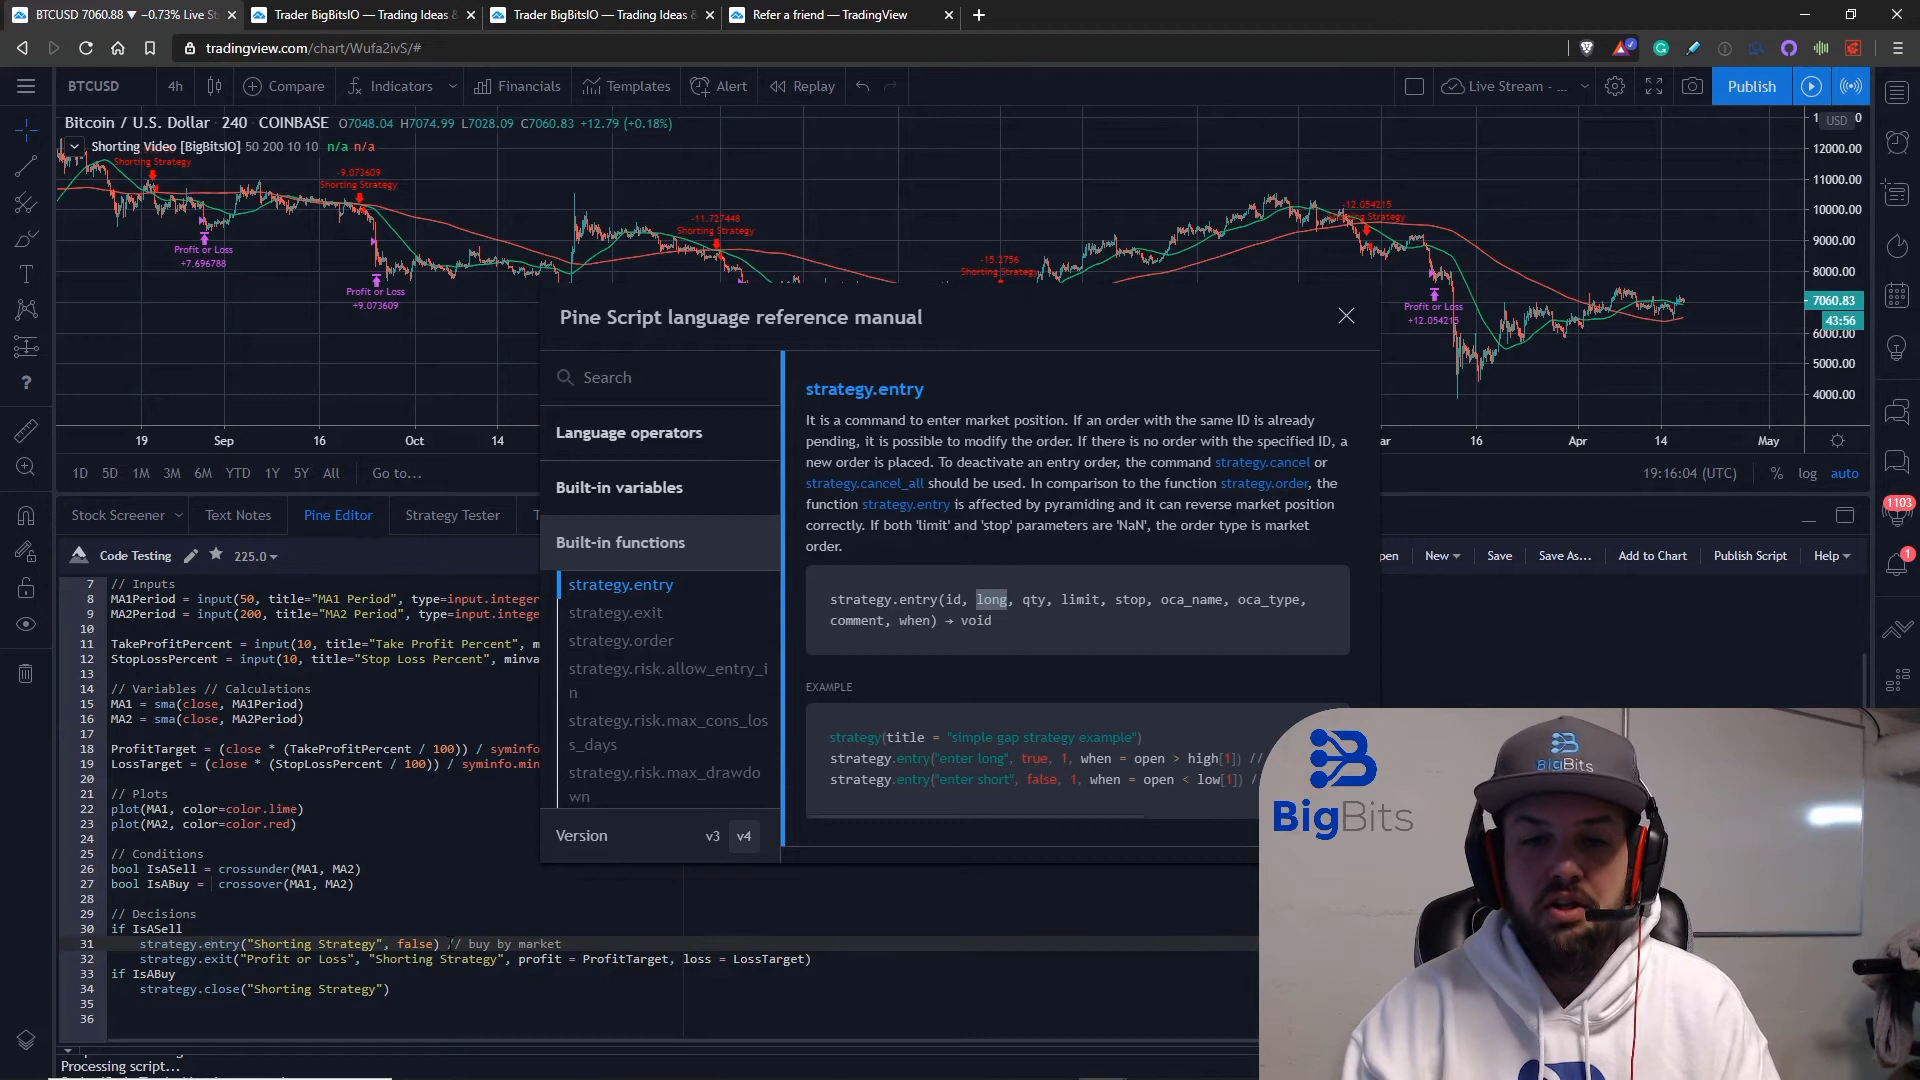 BTCUSD 7060.88 ▼ −0.73% Live St
Trader BigBitsIO — Trading Ideas &
Trader BigBitsIO — Trading Ideas &
Refer a friend — TradingView
tradingview.com/chart/Wufa2ivS/#
BTCUSD
4h
Compare
Indicators
Financials
Templates
Alert
Replay
Live Stream - ...
Publish
Bitcoin / U.S. Dollar · 240 · COINBASE O7048.04 H7074.99 L7028.09 C7060.83 +12.79 (+0.18%)
Shorting Video [BigBitsIO] 50 200 10 10 n/a n/a
Shorting Strategy
-9.073609
Shorting Strategy
-11.727448
Shorting Strategy
-15.2756
Shorting Strategy
-12.054215
Profit or Loss
+7.696788
Profit or Loss
+9.073609
Profit or Loss
+12.054215
USD
12000.00
11000.00
10000.00
9000.00
8000.00
7060.83
43:56
6000.00
5000.00
4000.00
19
Sep
16
Oct
14
16
Apr
14
May
1D 5D 1M 3M 6M YTD 1Y 5Y All Go to...
19:16:04 (UTC) % log auto
Stock Screener
Text Notes
Pine Editor
Strategy Tester
Code Testing
225.0
New
Save
Save As...
Add to Chart
Publish Script
Help
1103
1
7 // Inputs
8 MA1Period = input(50, title="MA1 Period", type=input.integer
9 MA2Period = input(200, title="MA2 Period", type=input.integer
10
11 TakeProfitPercent = input(10, title="Take Profit Percent", m
12 StopLossPercent = input(10, title="Stop Loss Percent", minva
13
14 // Variables // Calculations
15 MA1 = sma(close, MA1Period)
16 MA2 = sma(close, MA2Period)
17
18 ProfitTarget = (close * (TakeProfitPercent / 100)) / syminfo
19 LossTarget = (close * (StopLossPercent / 100)) / syminfo.min
20
21 // Plots
22 plot(MA1, color=color.lime)
23 plot(MA2, color=color.red)
24
25 // Conditions
26 bool IsASell = crossunder(MA1, MA2)
27 bool IsABuy = crossover(MA1, MA2)
28
29 // Decisions
30 if IsASell
31 strategy.entry("Shorting Strategy", false) // buy by market
32 strategy.exit("Profit or Loss", "Shorting Strategy", profit = ProfitTarget, loss = LossTarget)
33 if IsABuy
34 strategy.close("Shorting Strategy")
35
36
Processing script...
Pine Script language reference manual
Search
Language operators
Built-in variables
Built-in functions
strategy.entry
strategy.exit
strategy.order
strategy.risk.allow_entry_i
n
strategy.risk.max_cons_los
s_days
strategy.risk.max_drawdo
wn
Version v3 v4
strategy.entry
It is a command to enter market position. If an order with the same ID is already
pending, it is possible to modify the order. If there is no order with the specified ID, a
new order is placed. To deactivate an entry order, the command strategy.cancel or
strategy.cancel_all should be used. In comparison to the function strategy.order, the
function strategy.entry is affected by pyramiding and it can reverse market position
correctly. If both 'limit' and 'stop' parameters are 'NaN', the order type is market
order.
strategy.entry(id, long, qty, limit, stop, oca_name, oca_type,
comment, when) → void
EXAMPLE
strategy(title = "simple gap strategy example")
strategy.entry("enter long", true, 1, when = open > high[1]) //
strategy.entry("enter short", false, 1, when = open < low[1]) //
BigBits
BigBits